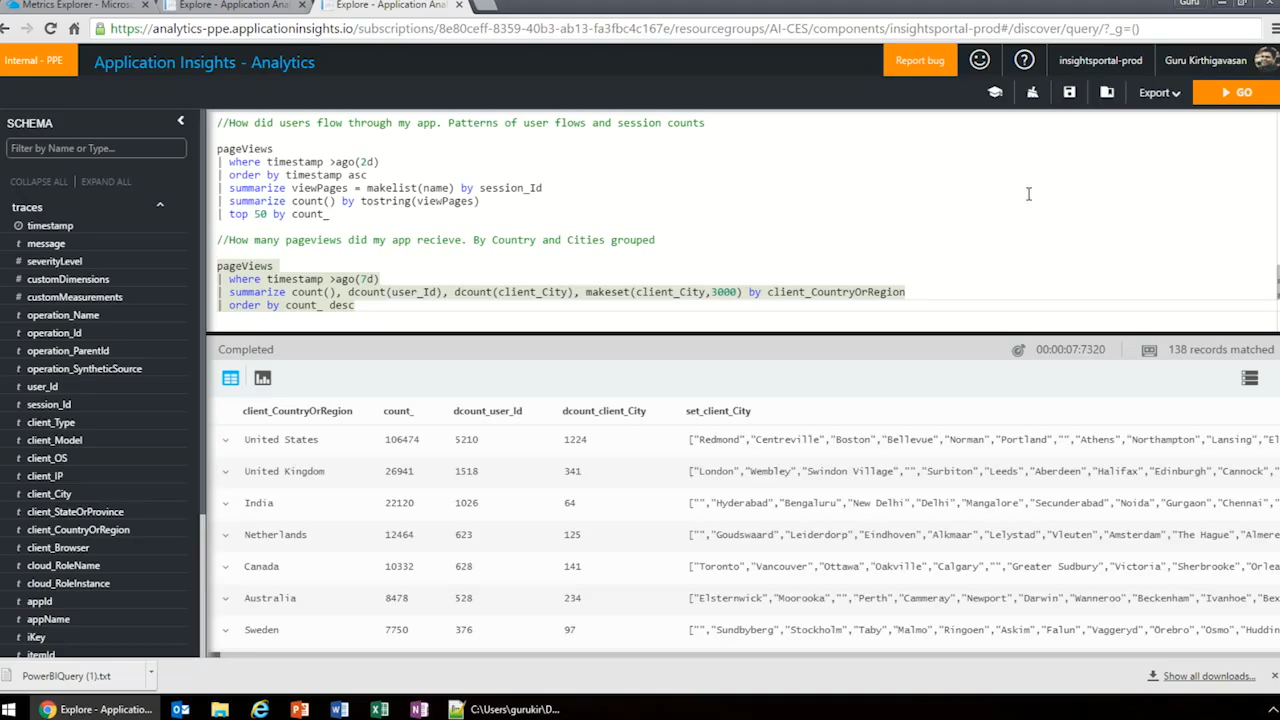 Metrics Explorer - Micros
Explore - Application Ana
Explore - Application Anal
Guru
https://analytics-ppe.applicationinsights.io/subscriptions/8e80ceff-8359-40b3-ab13-fa3fbc4c167e/resourcegroups/AI-CES/components/insightsportal-prod#/discover/query/?_g=()
Internal - PPE
Application Insights - Analytics
Report bug
insightsportal-prod
Guru Kirthigavasan
Export
GO
SCHEMA
Filter by Name or Type...
COLLAPSE ALL
EXPAND ALL
traces
timestamp
t message
severityLevel
# customDimensions
# customMeasurements
t operation_Name
t operation_Id
t operation_ParentId
t operation_SyntheticSource
t user_Id
t session_Id
t client_Type
t client_Model
t client_OS
t client_IP
t client_City
t client_StateOrProvince
t client_CountryOrRegion
t client_Browser
t cloud_RoleName
t cloud_RoleInstance
t appId
t appName
t iKey
t itemId
//How did users flow through my app. Patterns of user flows and session counts
pageViews
| where timestamp >ago(2d)
| order by timestamp asc
| summarize viewPages = makelist(name) by session_Id
| summarize count() by tostring(viewPages)
| top 50 by count_
//How many pageviews did my app recieve. By Country and Cities grouped
pageViews
| where timestamp >ago(7d)
| summarize count(), dcount(user_Id), dcount(client_City), makeset(client_City,3000) by client_CountryOrRegion
| order by count_ desc
Completed
00:00:07:7320
138 records matched
client_CountryOrRegion count_ dcount_user_Id dcount_client_City set_client_City
United States 106474 5210 1224 ["Redmond","Centreville","Boston","Bellevue","Norman","Portland","","Athens","Northampton","Lansing","El
United Kingdom 26941 1518 341 ["London","Wembley","Swindon Village","","Surbiton","Leeds","Aberdeen","Halifax","Edinburgh","Cannock",
India 22120 1026 64 ["","Hyderabad","Bengaluru","New Delhi","Delhi","Mangalore","Secunderabad","Noida","Gurgaon","Chennai",
Netherlands 12464 623 125 ["","Goudswaard","Leiderdorp","Eindhoven","Alkmaar","Lelystad","Vleuten","Amsterdam","The Hague","Almere
Canada 10332 628 141 ["Toronto","Vancouver","Ottawa","Oakville","Calgary","","Greater Sudbury","Victoria","Sherbrooke","Orlea
Australia 8478 528 234 ["Elsternwick","Moorooka","","Perth","Cammeray","Newport","Darwin","Wanneroo","Beckenham","Ivanhoe","Bex
Sweden 7750 376 97 ["","Sundbyberg","Stockholm","Taby","Malmo","Ringoen","Askim","Falun","Vaggeryd","Orebro","Osmo","Huddin
PowerBIQuery (1).txt
Show all downloads...
Explore - Applicatio...
C:\Users\gurukir\D...